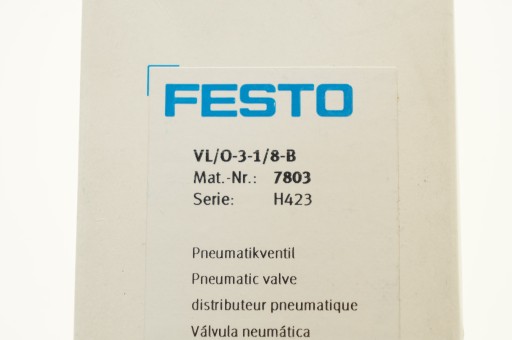 FESTO
VL/O-3-1/8-B
Mat.-Nr.: 7803
Serie: H423
Pneumatikventil
Pneumatic valve
distributeur pneumatique
Válvula neumática